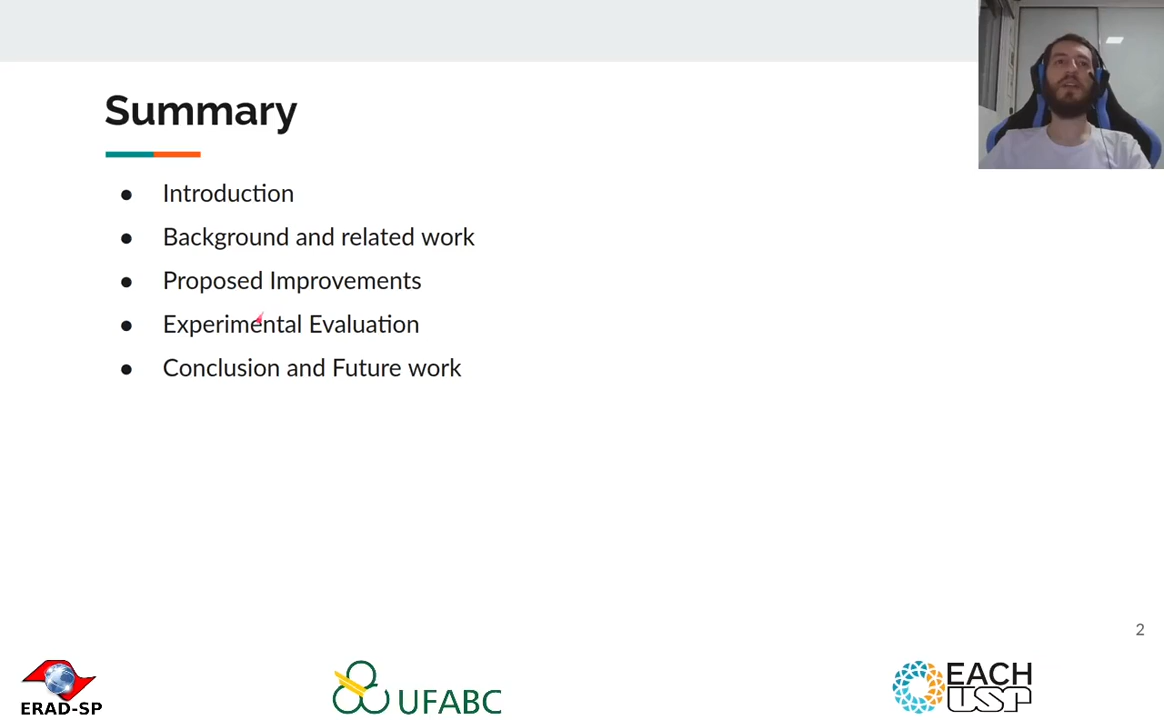 Summary
● Introduction
● Background and related work
● Proposed Improvements
● Experimental Evaluation
● Conclusion and Future work
2
ERAD-SP
UFABC
EACH
USP